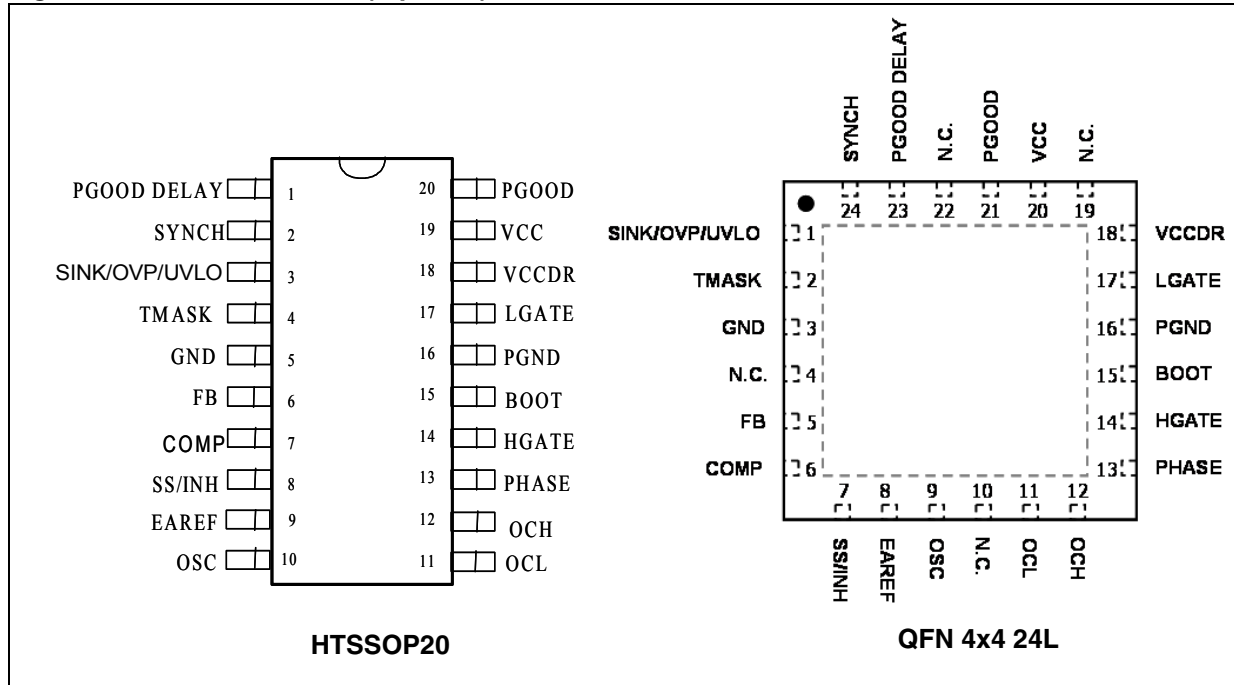 PGOOD DELAY 1
SYNCH 2
SINK/OVP/UVLO 3
TMASK 4
GND 5
FB 6
COMP 7
SS/INH 8
EAREF 9
OSC 10
20 PGOOD
19 VCC
18 VCCDR
17 LGATE
16 PGND
15 BOOT
14 HGATE
13 PHASE
12 OCH
11 OCL
HTSSOP20
SYNCH
PGOOD DELAY
N.C.
PGOOD
VCC
N.C.
24 23 22 21 20 19
SINK/OVP/UVLO 1
TMASK 2
GND 3
N.C. 4
FB 5
COMP 6
18 VCCDR
17 LGATE
16 PGND
15 BOOT
14 HGATE
13 PHASE
7 8 9 10 11 12
SS/INH
EAREF
OSC
N.C.
OCL
OCH
QFN 4x4 24L